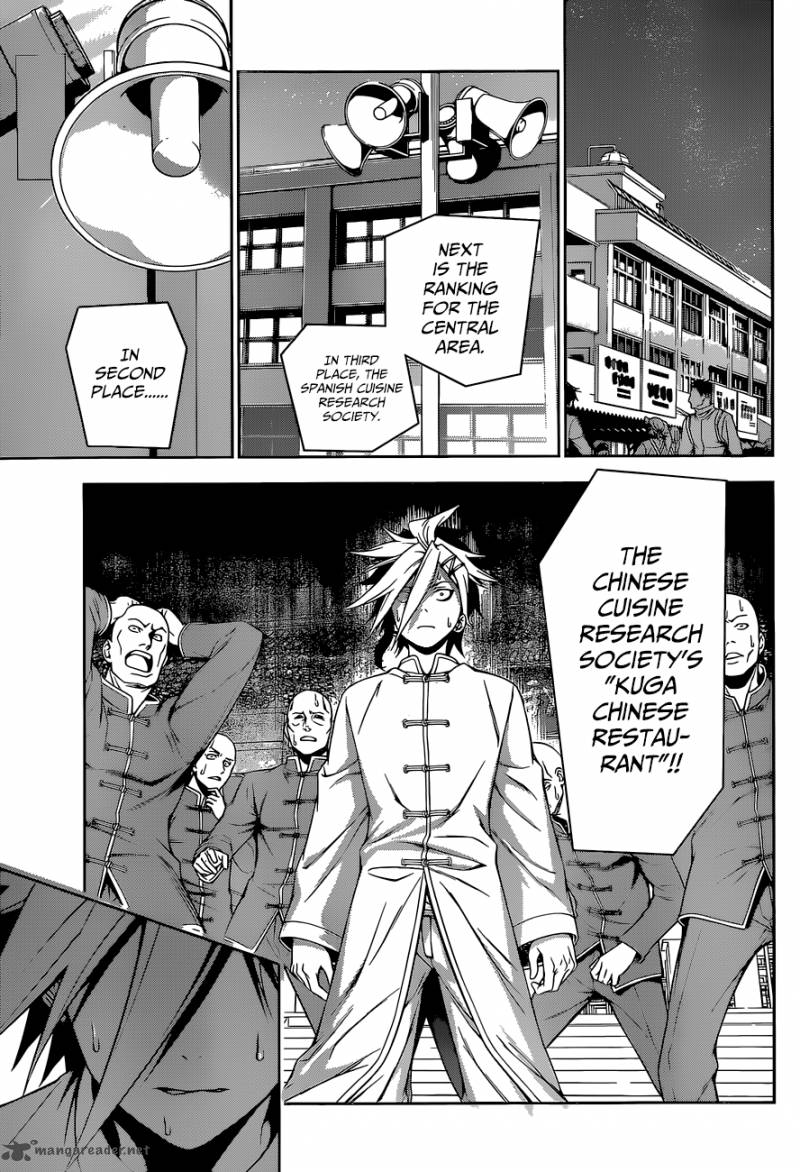 NEXT
IS THE
RANKING
FOR THE
CENTRAL
AREA.
IN THIRD
PLACE, THE
SPANISH CUISINE
RESEARCH
SOCIETY.
IN
SECOND
PLACE......
THE
CHINESE
CUISINE
RESEARCH
SOCIETY'S
"KUGA
CHINESE
RESTAU-
RANT"!!
mangareader.net